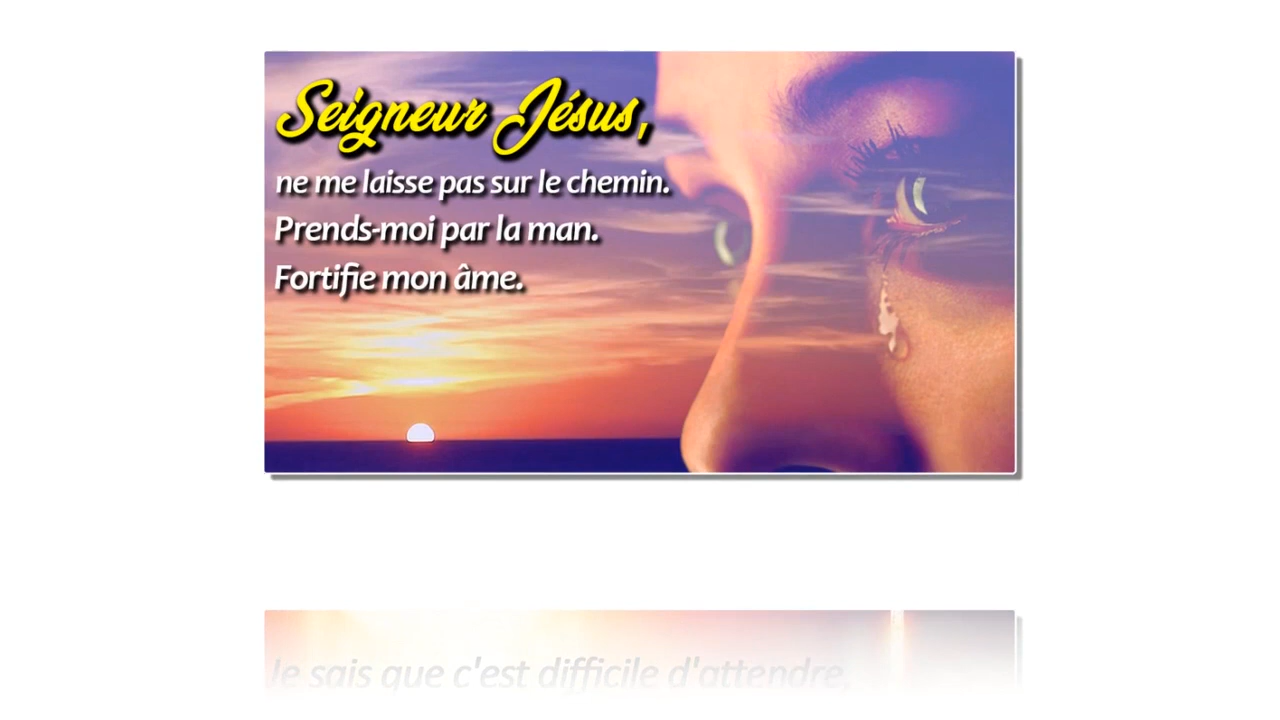 Seigneur Jésus,
ne me laisse pas sur le chemin.
Prends-moi par la man.
Fortifie mon âme.
Je sais que c'est difficile d'attendre,